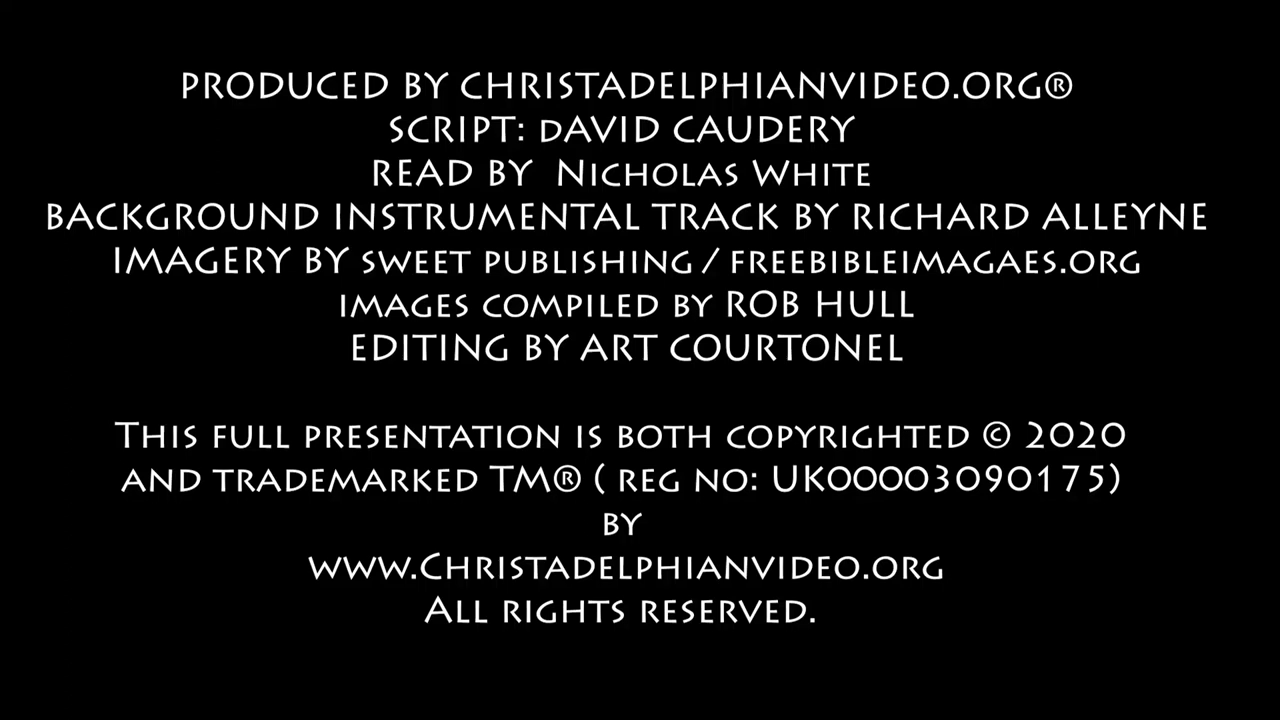 PRODUCED BY CHRISTADELPHIANVIDEO.ORG®
SCRIPT: DAVID CAUDERY
READ BY NICHOLAS WHITE
BACKGROUND INSTRUMENTAL TRACK BY RICHARD ALLEYNE
IMAGERY BY SWEET PUBLISHING / FREEBIBLEIMAGAES.ORG
IMAGES COMPILED BY ROB HULL
EDITING BY ART COURTONEL
THIS FULL PRESENTATION IS BOTH COPYRIGHTED © 2020
AND TRADEMARKED TM® ( REG NO: UK00003090175)
BY
WWW.CHRISTADELPHIANVIDEO.ORG
ALL RIGHTS RESERVED.